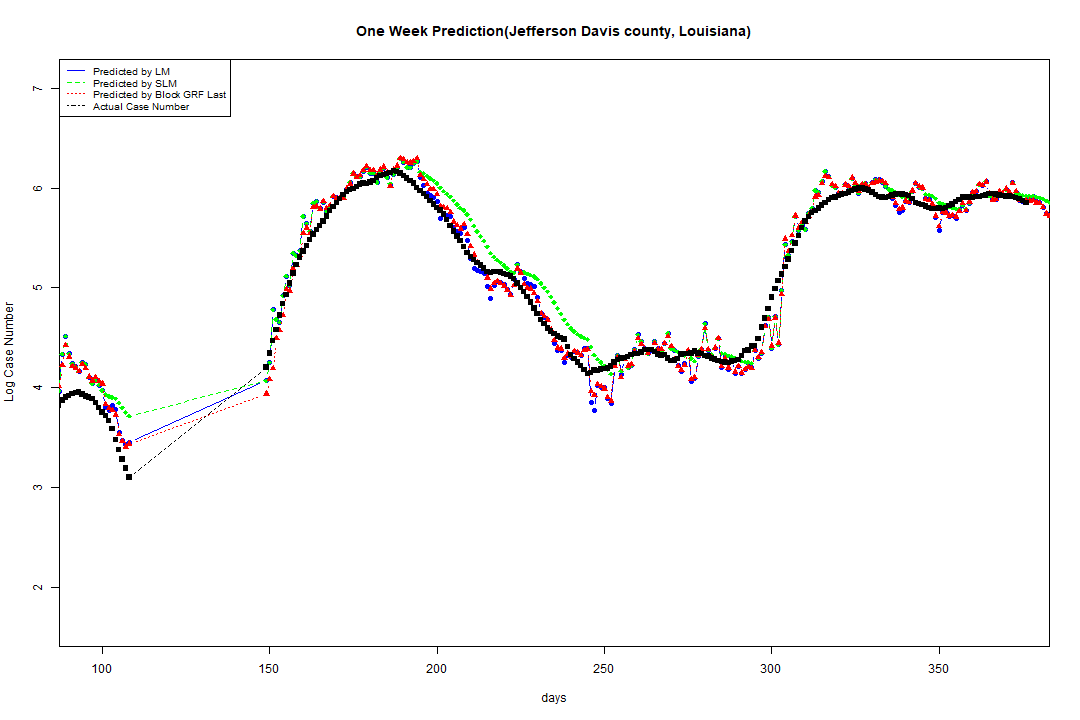 One Week Prediction(Jefferson Davis county, Louisiana)
Predicted by LM
Predicted by SLM
Predicted by Block GRF Last
Actual Case Number
7
6
5
4
3
2
Log Case Number
100 150 200 250 300 350
days